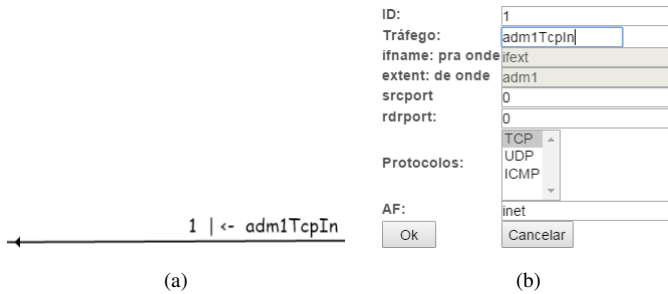 1 | <- adm1TcpIn
(a)
ID: 1
Tráfego: adm1TcpIn
ifname: pra onde ifext
extent: de onde adm1
srcport 0
rdrport: 0
Protocolos: TCP
UDP
ICMP
AF: inet
Ok Cancelar
(b)